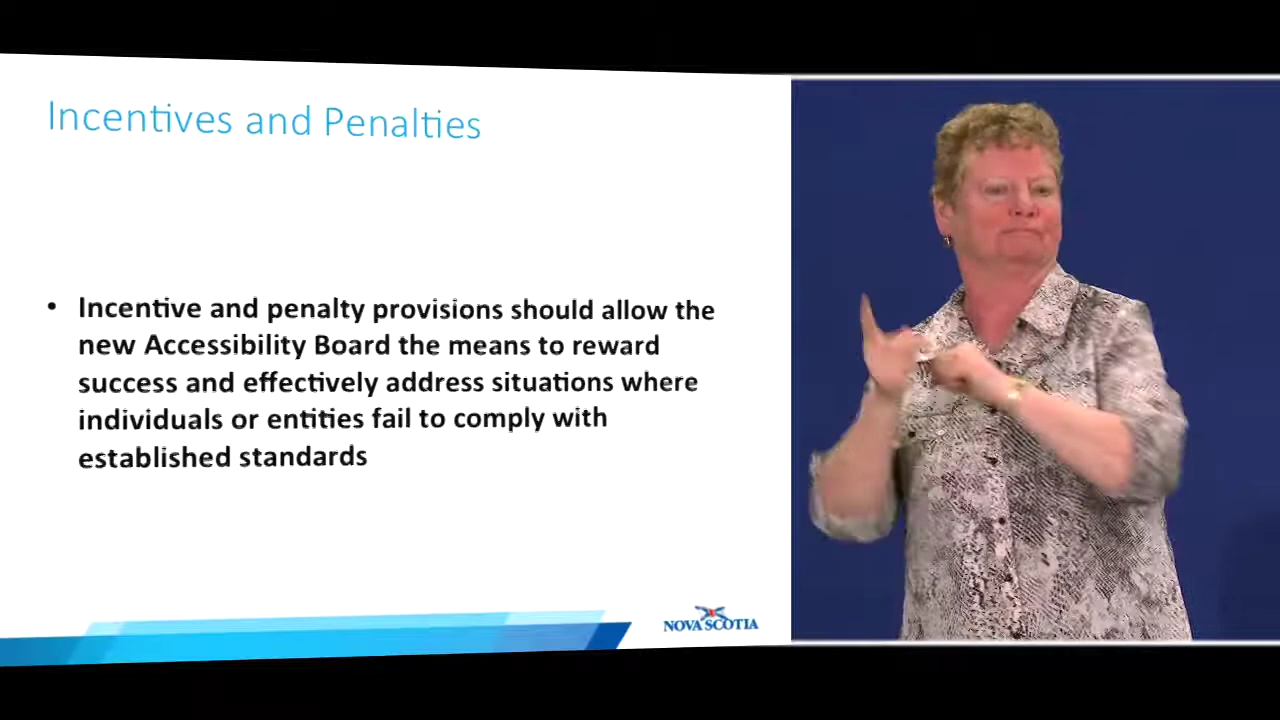 Incentives and Penalties
• Incentive and penalty provisions should allow the
new Accessibility Board the means to reward
success and effectively address situations where
individuals or entities fail to comply with
established standards
NOVA SCOTIA